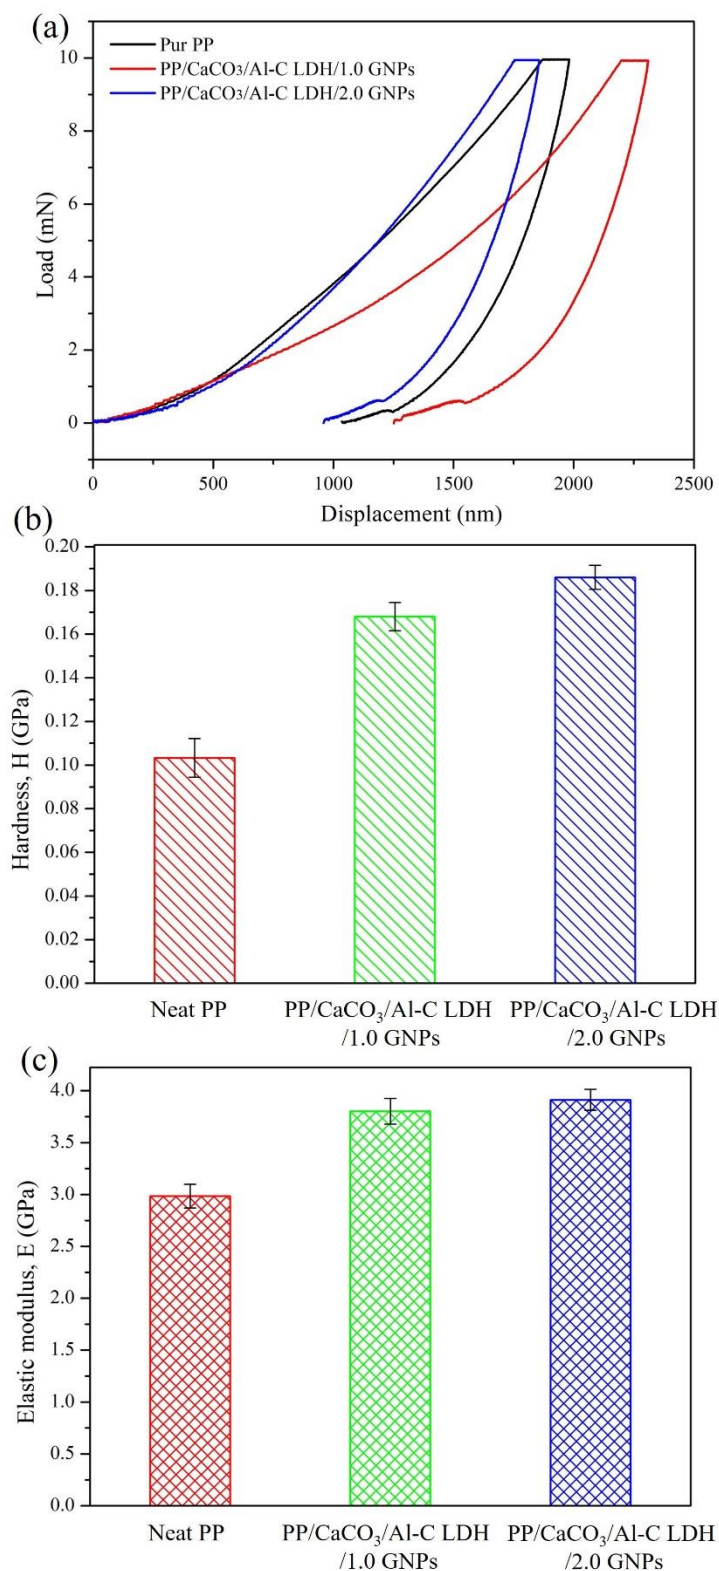 (a)
Pur PP
PP/CaCO3/Al-C LDH/1.0 GNPs
PP/CaCO3/Al-C LDH/2.0 GNPs
Load (mN)
10
8
6
4
2
0
0
500
1000
1500
2000
2500
Displacement (nm)
(b)
Hardness, H (GPa)
0.20
0.18
0.16
0.14
0.12
0.10
0.08
0.06
0.04
0.02
0.00
Neat PP
PP/CaCO₃/Al-C LDH
/1.0 GNPs
PP/CaCO₃/Al-C LDH
/2.0 GNPs
(c)
Elastic modulus, E (GPa)
4.0
3.5
3.0
2.5
2.0
1.5
1.0
0.5
0.0
Neat PP
PP/CaCO₃/Al-C LDH
/1.0 GNPs
PP/CaCO₃/Al-C LDH
/2.0 GNPs